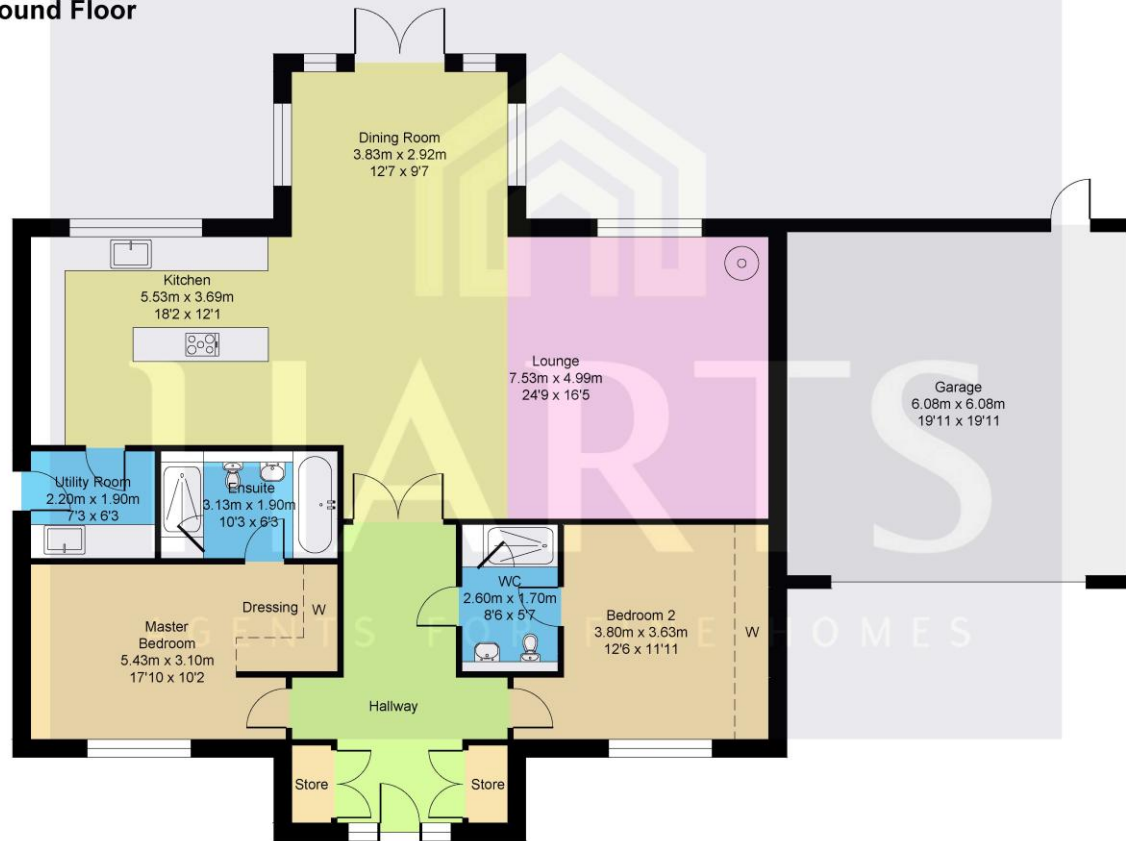 ound Floor
Dining Room
3.83m x 2.92m
12'7 x 9'7
Kitchen
5.53m x 3.69m
18'2 x 12'1
Lounge
7.53m x 4.99m
24'9 x 16'5
Garage
6.08m x 6.08m
19'11 x 19'11
Utility Room
2.20m x 1.90m
7'3 x 6'3
Ensuite
3.13m x 1.90m
10'3 x 6'3
WC
2.60m x 1.70m
8'6 x 5'7
Dressing
W
Master
Bedroom
5.43m x 3.10m
17'10 x 10'2
Bedroom 2
3.80m x 3.63m
12'6 x 11'11
W
Hallway
Store
Store
HARTS
AGENTS FOR FINE HOMES